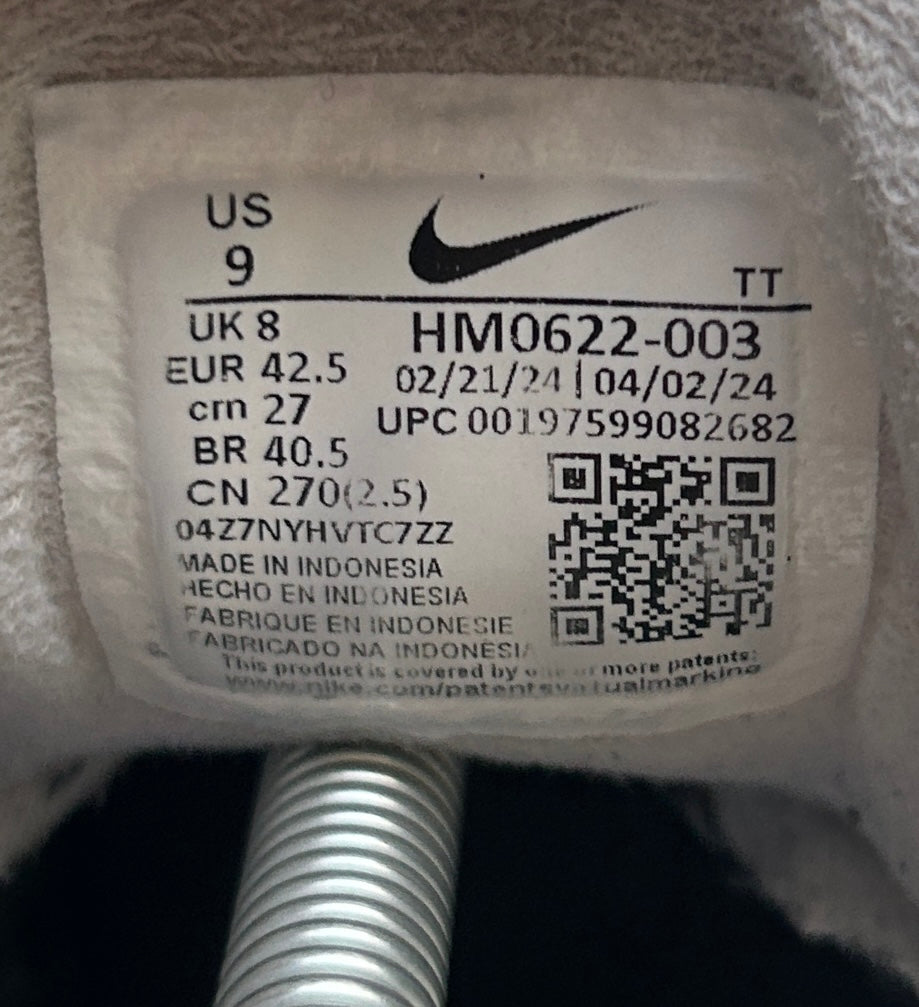 US
9
TT
UK 8
EUR 42.5
cm 27
BR 40.5
CN 270(2.5)
HM0622-003
02/21/24 | 04/02/24
UPC 00197599082682
04Z7NYHVTC7ZZ
MADE IN INDONESIA
HECHO EN INDONESIA
FABRIQUE EN INDONESIE
FABRICADO NA INDONESIA
This product is covered by one or more patents:
www.nike.com/patentsvirtualmarking